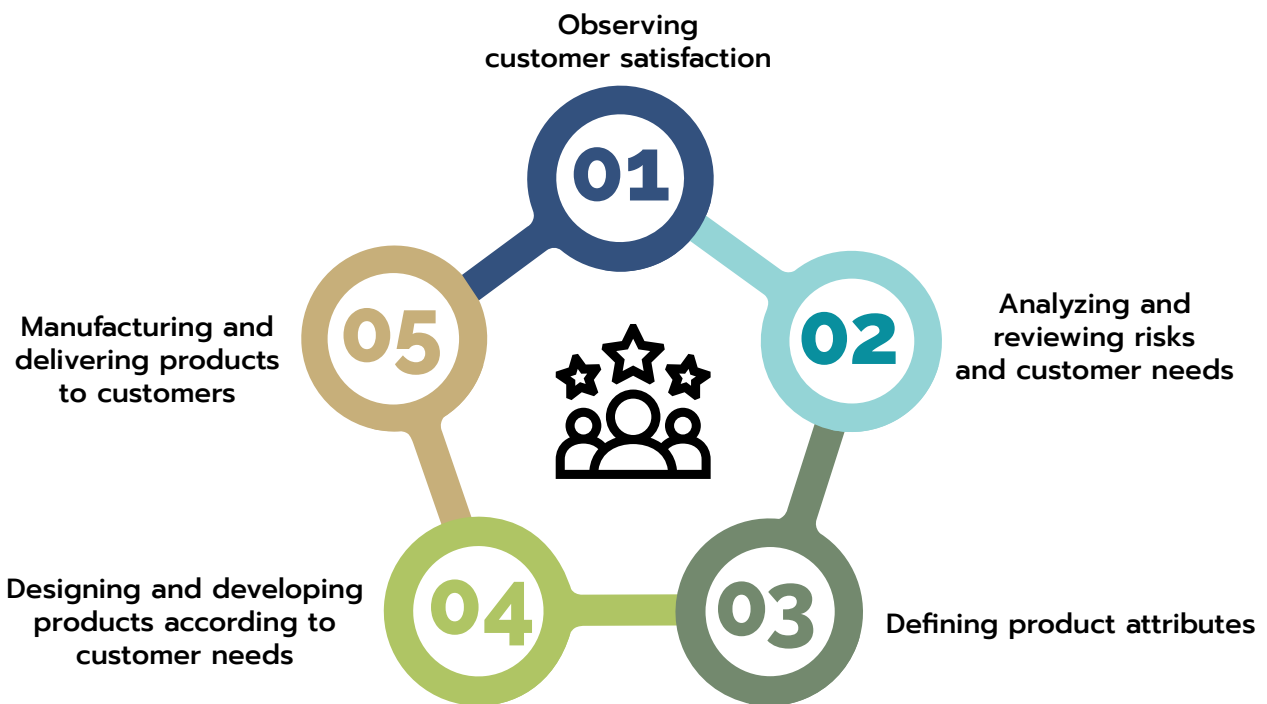 Observing
customer satisfaction
01
02
Analyzing and
reviewing risks
and customer needs
03
Defining product attributes
04
Designing and developing
products according to
customer needs
05
Manufacturing and
delivering products
to customers